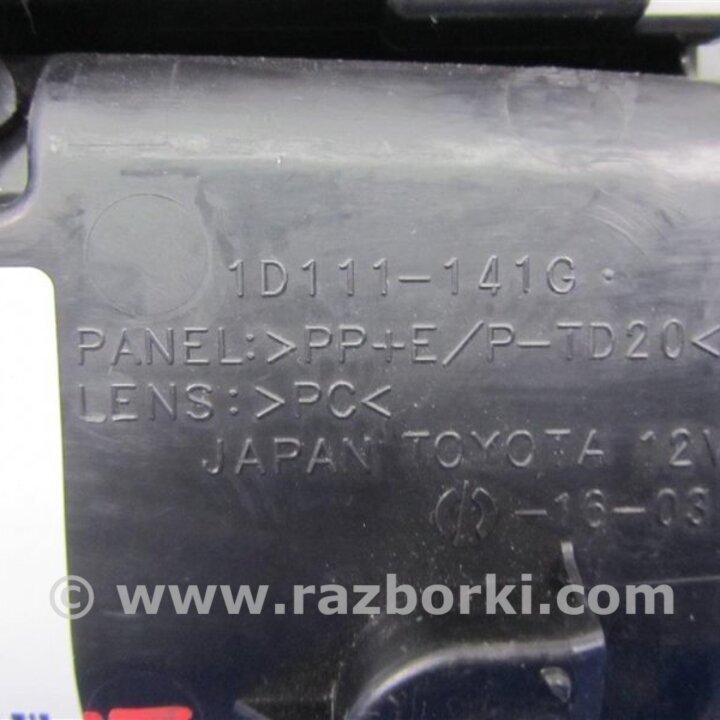 1D111-141G
PANEL:>PP+E/P-TD20<
LENS:>PC<
JAPAN TOYOTA 12V
-16-03
© www.razborki.com